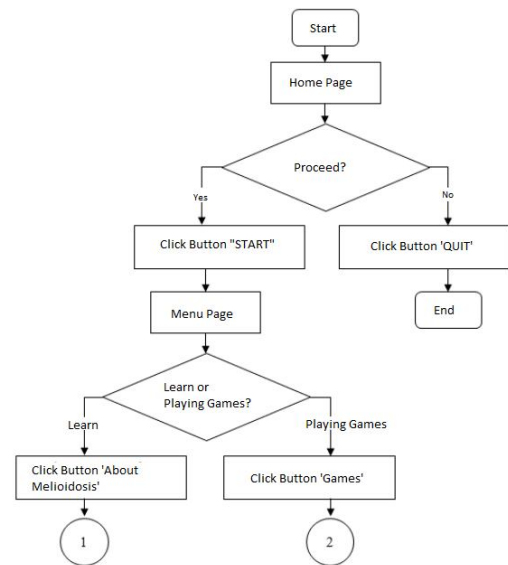 Start
Home Page
Proceed?
Yes
No
Click Button "START"
Click Button 'QUIT'
Menu Page
End
Learn or
Playing Games?
Learn
Playing Games
Click Button 'About
Melioidosis'
Click Button 'Games'
1
2